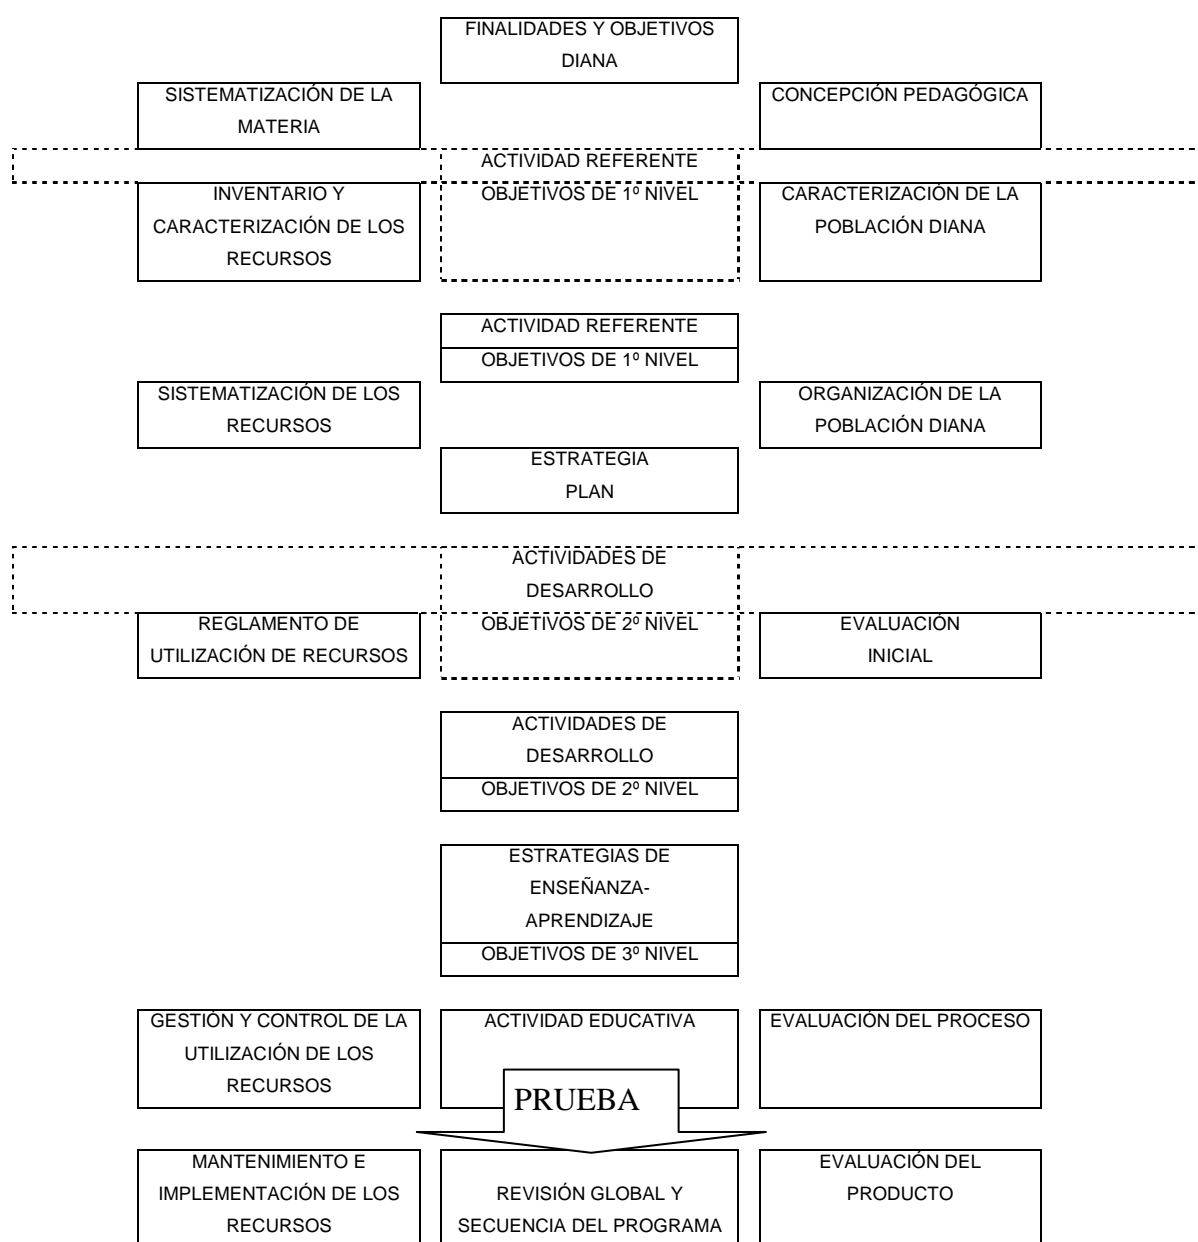 FINALIDADES Y OBJETIVOS
DIANA
SISTEMATIZACIÓN DE LA
MATERIA
CONCEPCIÓN PEDAGÓGICA
ACTIVIDAD REFERENTE
INVENTARIO Y
CARACTERIZACIÓN DE LOS
RECURSOS
OBJETIVOS DE 1º NIVEL
CARACTERIZACIÓN DE LA
POBLACIÓN DIANA
ACTIVIDAD REFERENTE
OBJETIVOS DE 1º NIVEL
SISTEMATIZACIÓN DE LOS
RECURSOS
ORGANIZACIÓN DE LA
POBLACIÓN DIANA
ESTRATEGIA
PLAN
ACTIVIDADES DE
DESARROLLO
REGLAMENTO DE
UTILIZACIÓN DE RECURSOS
OBJETIVOS DE 2º NIVEL
EVALUACIÓN
INICIAL
ACTIVIDADES DE
DESARROLLO
OBJETIVOS DE 2º NIVEL
ESTRATEGIAS DE
ENSEÑANZA-
APRENDIZAJE
OBJETIVOS DE 3º NIVEL
GESTIÓN Y CONTROL DE LA
UTILIZACIÓN DE LOS
RECURSOS
ACTIVIDAD EDUCATIVA
EVALUACIÓN DEL PROCESO
PRUEBA
MANTENIMIENTO E
IMPLEMENTACIÓN DE LOS
RECURSOS
REVISIÓN GLOBAL Y
SECUENCIA DEL PROGRAMA
EVALUACIÓN DEL
PRODUCTO